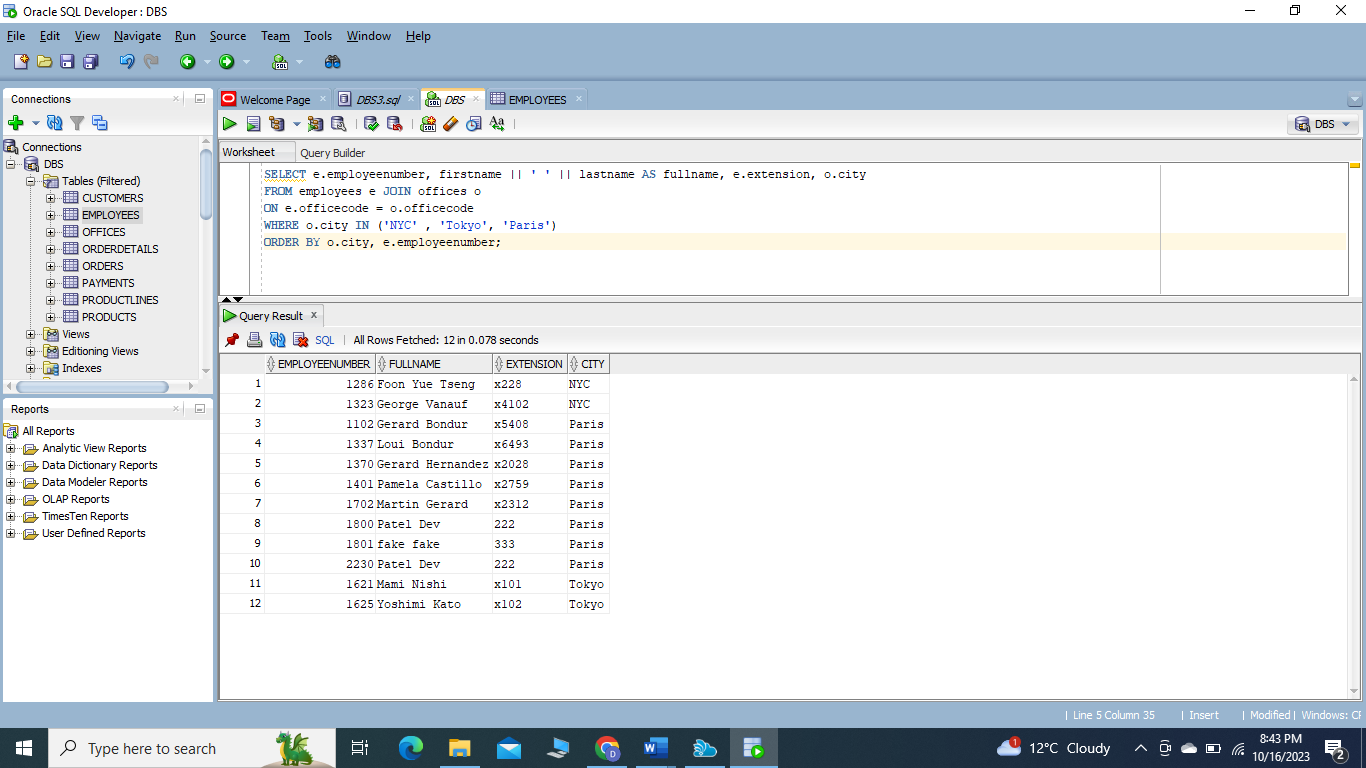 Oracle SQL Developer : DBS
File Edit View Navigate Run Source Team Tools Window Help
Connections
Connections
DBS
Tables (Filtered)
CUSTOMERS
EMPLOYEES
OFFICES
ORDERDETAILS
ORDERS
PAYMENTS
PRODUCTLINES
PRODUCTS
Views
Editioning Views
Indexes
Reports
All Reports
Analytic View Reports
Data Dictionary Reports
Data Modeler Reports
OLAP Reports
TimesTen Reports
User Defined Reports
Welcome Page DBS3.sql DBS EMPLOYEES
DBS
Worksheet Query Builder
SELECT e.employeenumber, firstname || ' ' || lastname AS fullname, e.extension, o.city
FROM employees e JOIN offices o
ON e.officecode = o.officecode
WHERE o.city IN ('NYC' , 'Tokyo', 'Paris')
ORDER BY o.city, e.employeenumber;
Query Result x
SQL | All Rows Fetched: 12 in 0.078 seconds
EMPLOYEENUMBER FULLNAME EXTENSION CITY
1 1286 Foon Yue Tseng x228 NYC
2 1323 George Vanauf x4102 NYC
3 1102 Gerard Bondur x5408 Paris
4 1337 Loui Bondur x6493 Paris
5 1370 Gerard Hernandez x2028 Paris
6 1401 Pamela Castillo x2759 Paris
7 1702 Martin Gerard x2312 Paris
8 1800 Patel Dev 222 Paris
9 1801 fake fake 333 Paris
10 2230 Patel Dev 222 Paris
11 1621 Mami Nishi x101 Tokyo
12 1625 Yoshimi Kato x102 Tokyo
| Line 5 Column 35 | Insert | Modified | Windows: CF
Type here to search
1 12°C Cloudy
8:43 PM
10/16/2023
2